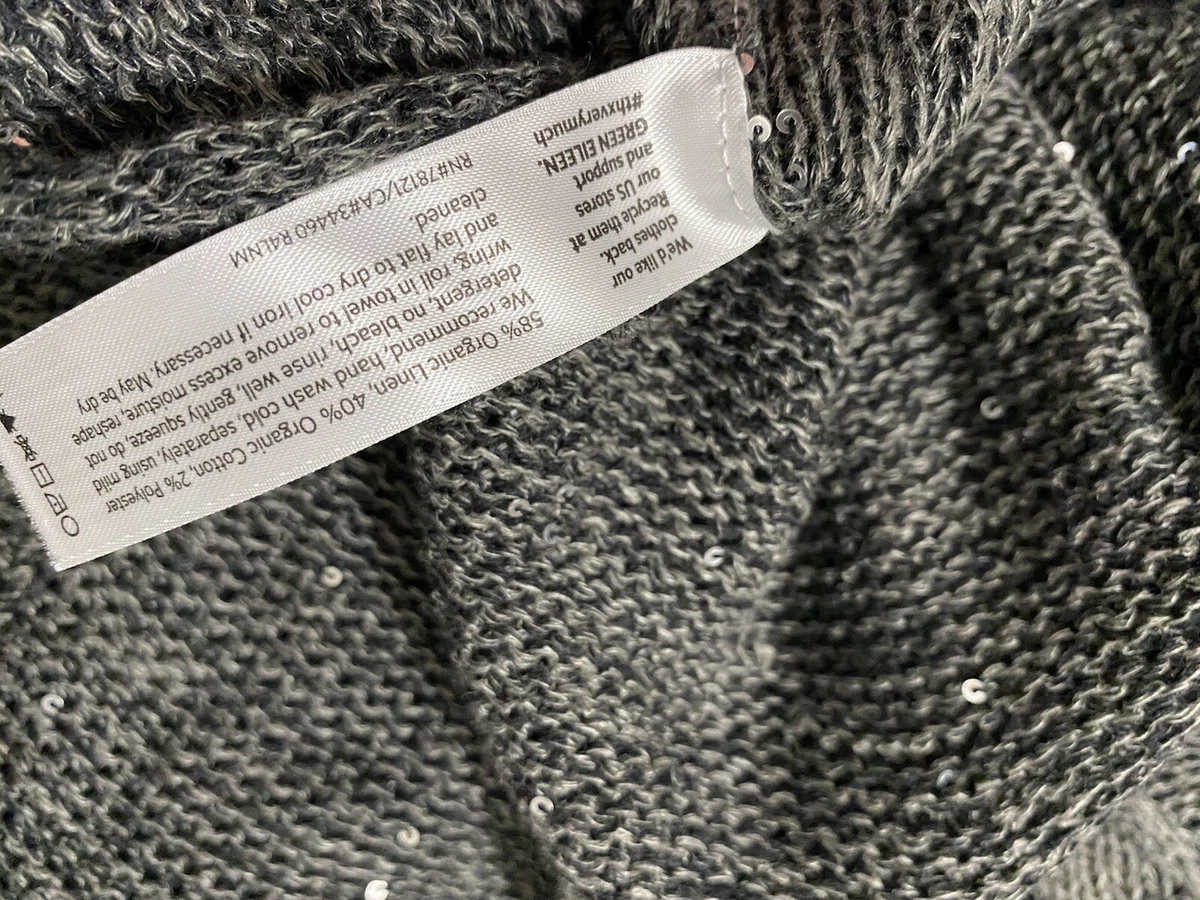 We'd like our
clothes back.
Recycle them at
our US stores
and support
GREEN EILEEN.
#thxverymuch
58% Organic Linen, 40% Organic Cotton, 2% Polyester
We recommend, hand wash cold, separately, using mild
detergent, no bleach, rinse well, gently squeeze, do not
wring, roll in towel to remove excess moisture, reshape
and lay flat to dry cool iron if necessary. May be dry
cleaned.
RN#78121/CA#34460 R4LNM